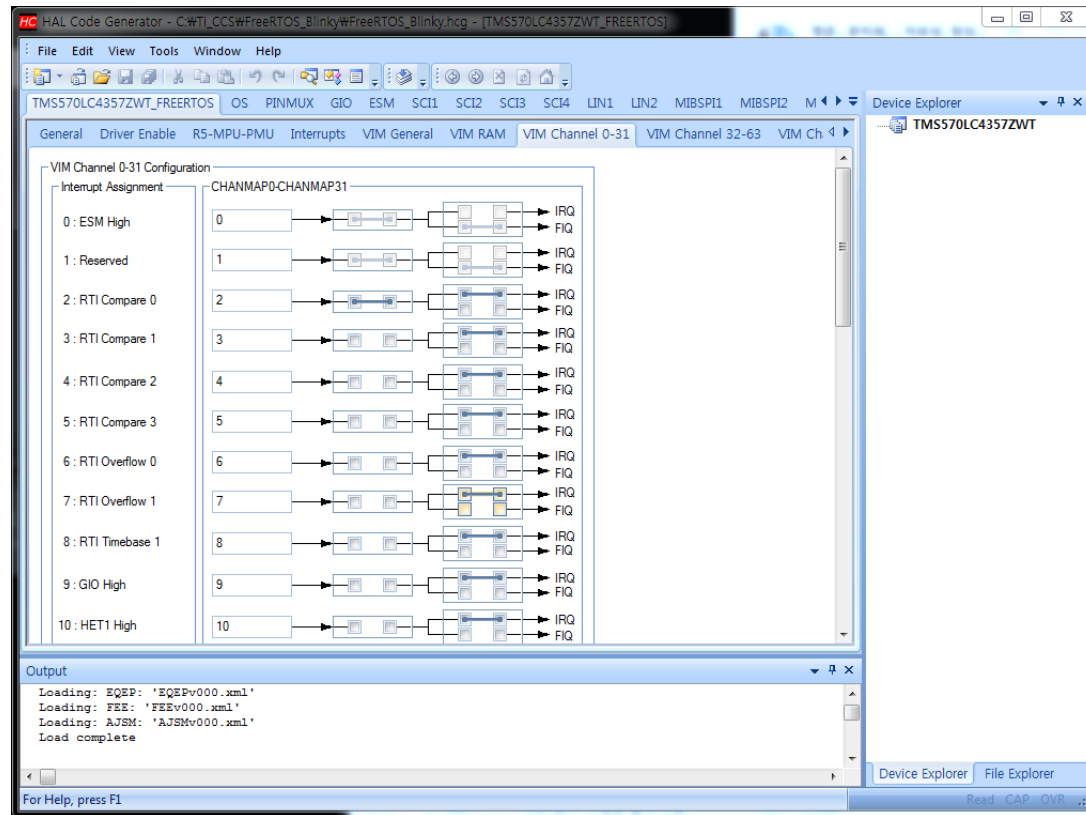 HC HAL Code Generator - C:₩Ti_CCS₩FreeRTOS_Blinky₩FreeRTOS_Blinky.hcg - [TMS570LC4357ZWT_FREERTOS]
File Edit View Tools Window Help
TMS570LC4357ZWT_FREERTOS OS PINMUX GIO ESM SCI1 SCI2 SCI3 SCI4 LIN1 LIN2 MIBSPI1 MIBSPI2 M
Device Explorer
General Driver Enable R5-MPU-PMU Interrupts VIM General VIM RAM VIM Channel 0-31 VIM Channel 32-63 VIM Ch
TMS570LC4357ZWT
VIM Channel 0-31 Configuration
Interrupt Assignment CHANMAP0-CHANMAP31
0 : ESM High 0 IRQ
FIQ
1 : Reserved 1 IRQ
FIQ
2 : RTI Compare 0 2 IRQ
FIQ
3 : RTI Compare 1 3 IRQ
FIQ
4 : RTI Compare 2 4 IRQ
FIQ
5 : RTI Compare 3 5 IRQ
FIQ
6 : RTI Overflow 0 6 IRQ
FIQ
7 : RTI Overflow 1 7 IRQ
FIQ
8 : RTI Timebase 1 8 IRQ
FIQ
9 : GIO High 9 IRQ
FIQ
10 : HET1 High 10 IRQ
FIQ
Output
Loading: EQEP: 'EQEPv000.xml'
Loading: FEE: 'FEEv000.xml'
Loading: AJSM: 'AJSMv000.xml'
Load complete
Device Explorer File Explorer
For Help, press F1
Read CAP OVR